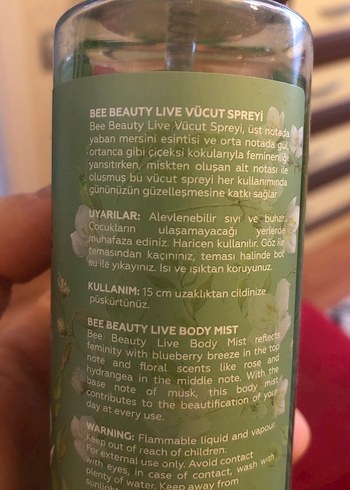 BEE BEAUTY LIVE VÜCUT SPREYİ
Bee Beauty Live Vücut Spreyi, üst notada
yaban mersini esintisi ve orta notada gül,
ortanca gibi çiçeksi kokularıyla feminenliği
yansıtırken, miskten oluşan alt notası ile
oluşmuş bu vücut spreyi her kullanımında
gününüzün güzelleşmesine katkı sağlar.
UYARILAR: Alevlenebilir sıvı ve buhar.
Çocukların ulaşamayacağı yerlerde
muhafaza ediniz. Haricen kullanılır. Göz ile
temasından kaçınınız, teması halinde bol
su ile yıkayınız. Isı ve ışıktan koruyunuz.
KULLANIM: 15 cm uzaklıktan cildinize
püskürtünüz.
BEE BEAUTY LIVE BODY MIST
Bee Beauty Live Body Mist reflects
feminity with blueberry breeze in the top
note and floral scents like rose and
hydrangea in the middle note. With the
base note of musk, this body mist
contributes to the beautification of your
day at every use.
WARNING: Flammable liquid and vapour.
Keep out of reach of children.
For external use only. Avoid contact
with eyes, in case of contact, wash with
plenty of water. Keep away from
sunlight